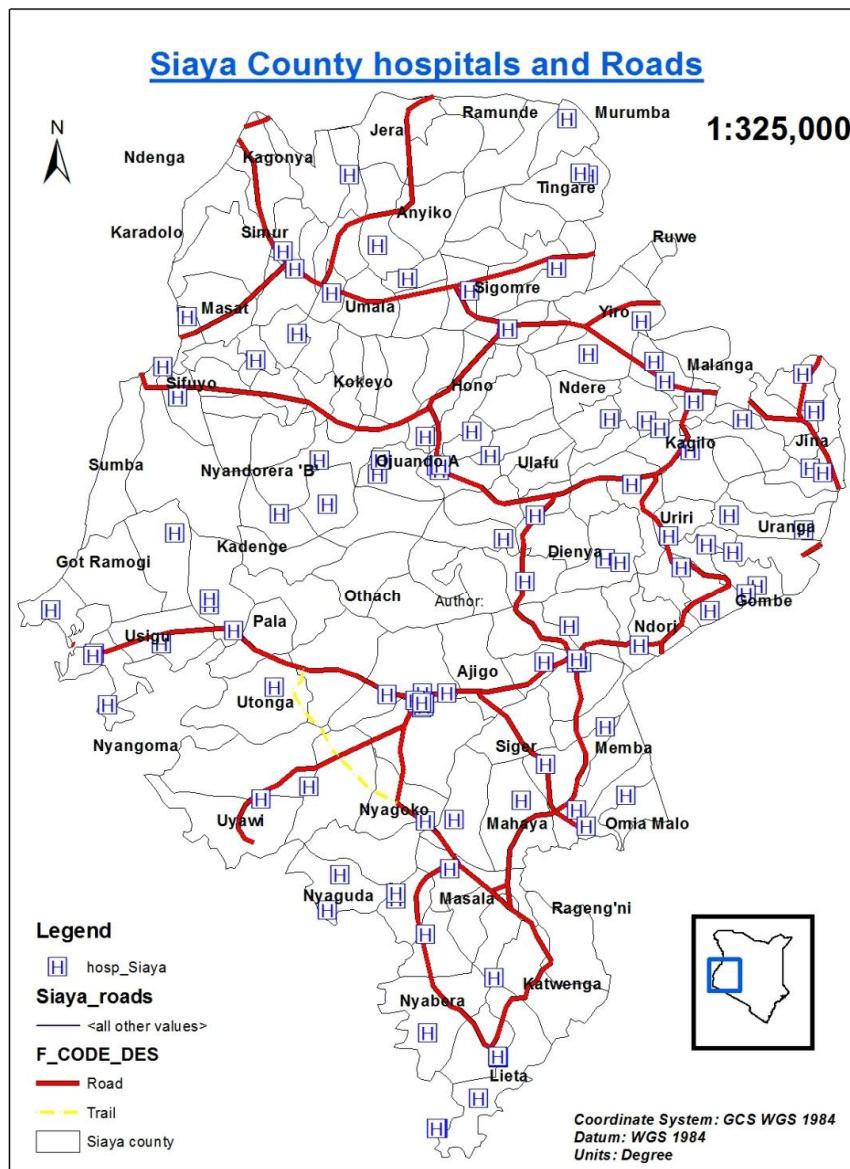 Siaya County hospitals and Roads
N
1:325,000
Ramunde
Murumba
Jera
Ndenga
Kagonya
Tingare
Anyiko
Karadolo
Simur
Ruwe
Sigomre
Masat
Umala
Yiro
Malanga
Sifuyo
Kokeyo
Hono
Ndere
Kagilo
Jina
Sumba
Nyandorera 'B'
Ojuando A
Ulafu
Uriri
Uranga
Kadenge
Dienya
Got Ramogi
Othach
Author:
Gombe
Usigu
Pala
Ndori
Ajigo
Utonga
Nyangoma
Siger
Memba
Uyawi
Nyagoko
Mahaya
Omia Malo
Nyaguda
Masala
Rageng'ni
Katwenga
Nyabera
Lieta
Legend
H hosp_Siaya
Siaya_roads
<all other values>
F_CODE_DES
Road
Trail
Siaya county
Coordinate System: GCS WGS 1984
Datum: WGS 1984
Units: Degree